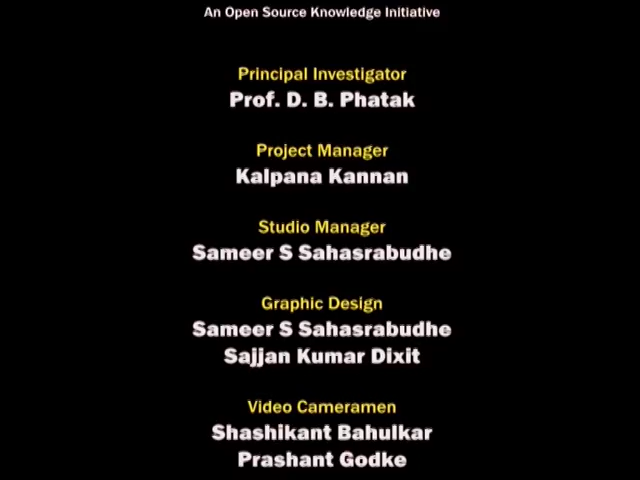 An Open Source Knowledge Initiative
Principal Investigator
Prof. D. B. Phatak
Project Manager
Kalpana Kannan
Studio Manager
Sameer S Sahasrabudhe
Graphic Design
Sameer S Sahasrabudhe
Sajjan Kumar Dixit
Video Cameramen
Shashikant Bahulkar
Prashant Godke